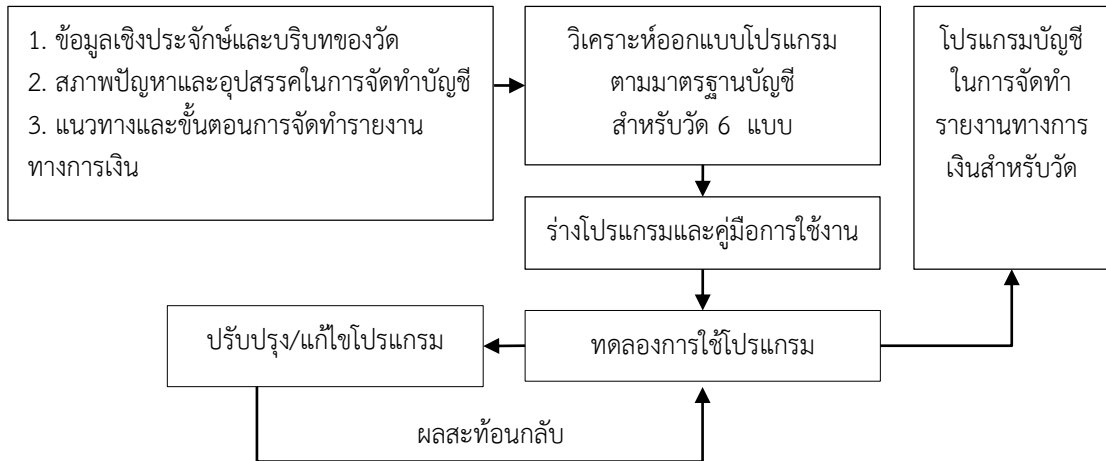 1. ข้อมูลเชิงประจักษ์และบริบทของวัด
2. สภาพปัญหาและอุปสรรคในการจัดทำบัญชี
3. แนวทางและขั้นตอนการจัดทำรายงาน
ทางการเงิน
วิเคราะห์ออกแบบโปรแกรม
ตามมาตรฐานบัญชี
สำหรับวัด 6 แบบ
โปรแกรมบัญชี
ในการจัดทำ
รายงานทางการ
เงินสำหรับวัด
ร่างโปรแกรมและคู่มือการใช้งาน
ปรับปรุง/แก้ไขโปรแกรม
ทดลองการใช้โปรแกรม
ผลสะท้อนกลับ